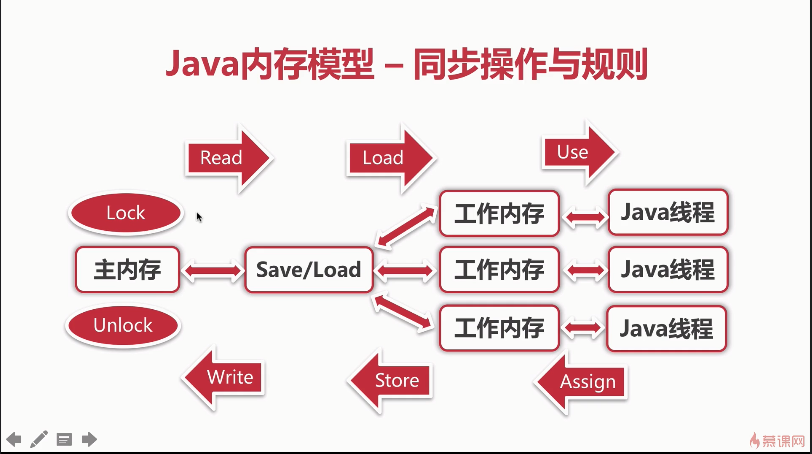 Java内存模型 – 同步操作与规则
Read
Load
Use
Lock
工作内存
Java线程
主内存
Save/Load
工作内存
Java线程
Unlock
工作内存
Java线程
Write
Store
Assign
慕课网